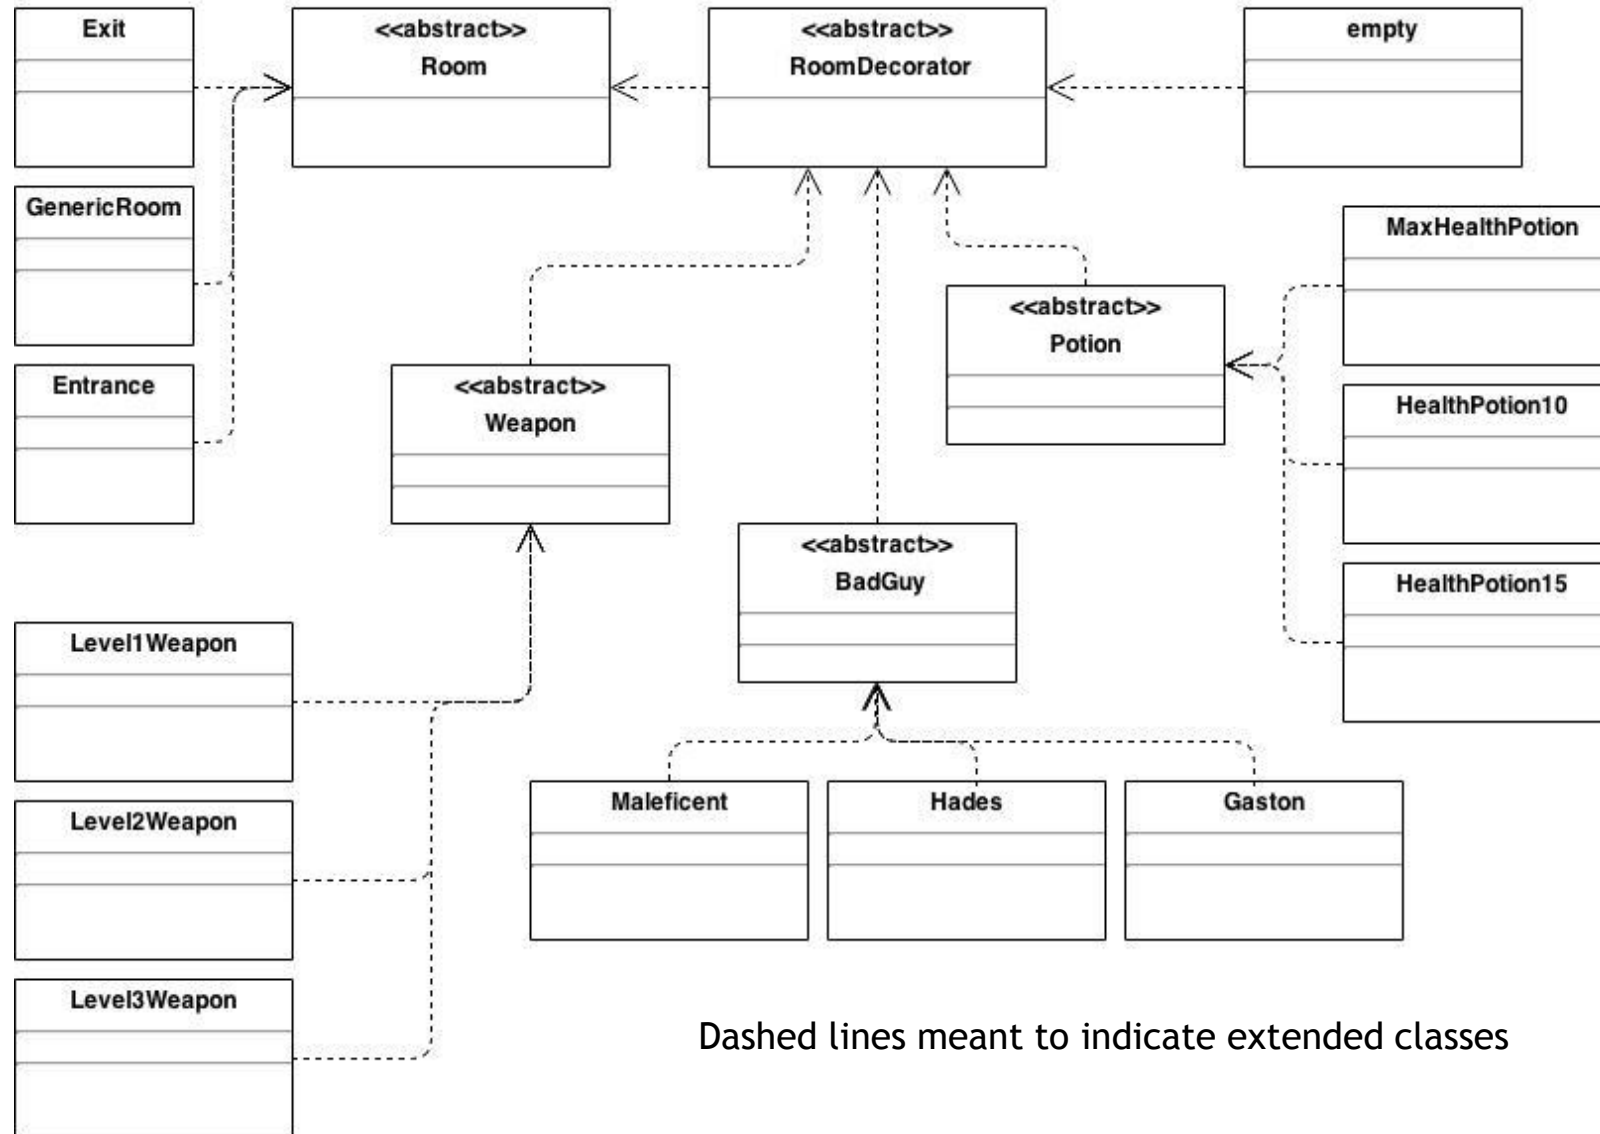 Exit
<<abstract>>
Room
<<abstract>>
RoomDecorator
empty
GenericRoom
MaxHealthPotion
<<abstract>>
Potion
Entrance
<<abstract>>
Weapon
HealthPotion10
<<abstract>>
BadGuy
HealthPotion15
Level1Weapon
Maleficent
Hades
Gaston
Level2Weapon
Level3Weapon
Dashed lines meant to indicate extended classes